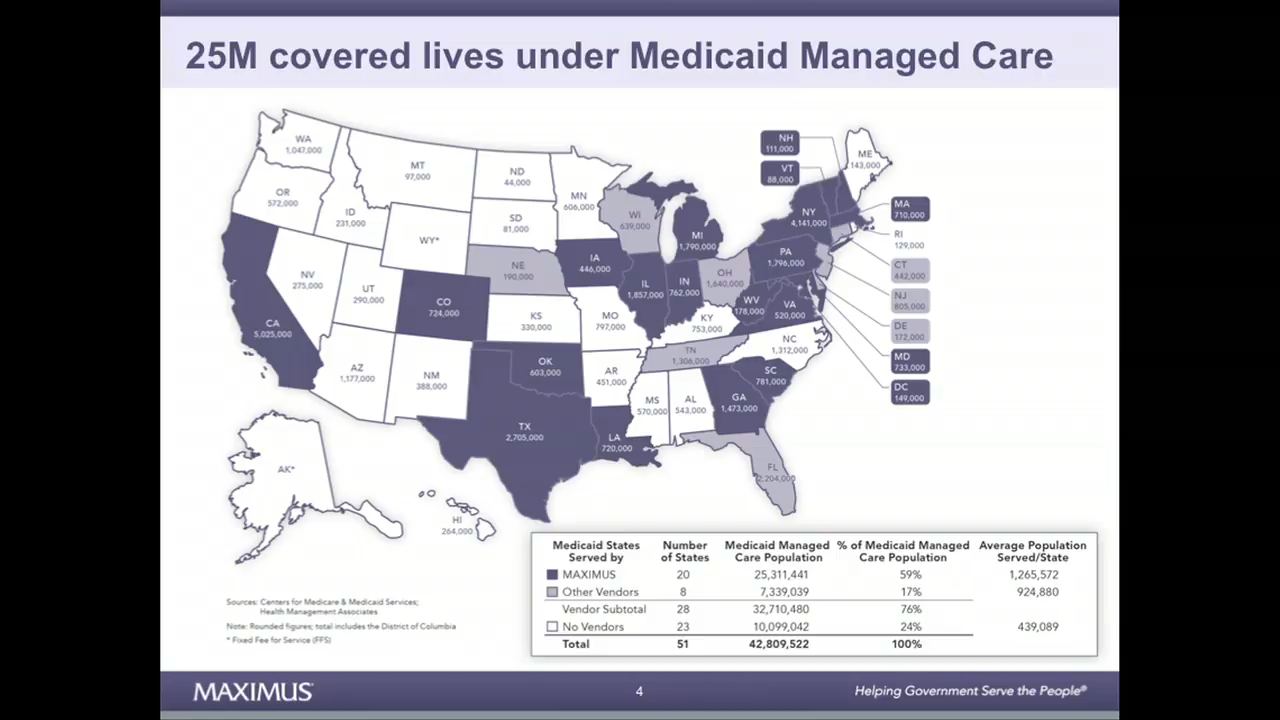 25M covered lives under Medicaid Managed Care
WA
1,047,000
OR
572,000
ID
231,000
MT
97,000
ND
44,000
SD
81,000
MN
606,000
WY*
NE
190,000
WI
639,000
MI
1,790,000
NV
275,000
UT
290,000
CO
724,000
KS
330,000
IA
446,000
MO
797,000
IL
1,857,000
IN
762,000
OH
1,640,000
KY
753,000
WV
178,000
VA
520,000
PA
1,796,000
NY
4,141,000
NH
111,000
VT
88,000
ME
143,000
MA
710,000
RI
129,000
CT
442,000
NJ
805,000
DE
172,000
MD
733,000
DC
149,000
CA
5,025,000
AZ
1,177,000
NM
388,000
OK
603,000
TX
2,705,000
AR
451,000
LA
720,000
MS
570,000
AL
543,000
TN
1,306,000
NC
1,312,000
SC
781,000
GA
1,473,000
FL
2,204,000
AK*
HI
264,000
Medicaid States Served by Number of States Medicaid Managed Care Population % of Medicaid Managed Care Population Average Population Served/State
MAXIMUS 20 25,311,441 59% 1,265,572
Other Vendors 8 7,339,039 17% 924,880
Vendor Subtotal 28 32,710,480 76%
No Vendors 23 10,099,042 24% 439,089
Total 51 42,809,522 100%
Sources: Centers for Medicare & Medicaid Services;
Health Management Associates
Note: Rounded figures; total includes the District of Columbia
* Fixed Fee for Service (FFS)
MAXIMUS
4
Helping Government Serve the People®